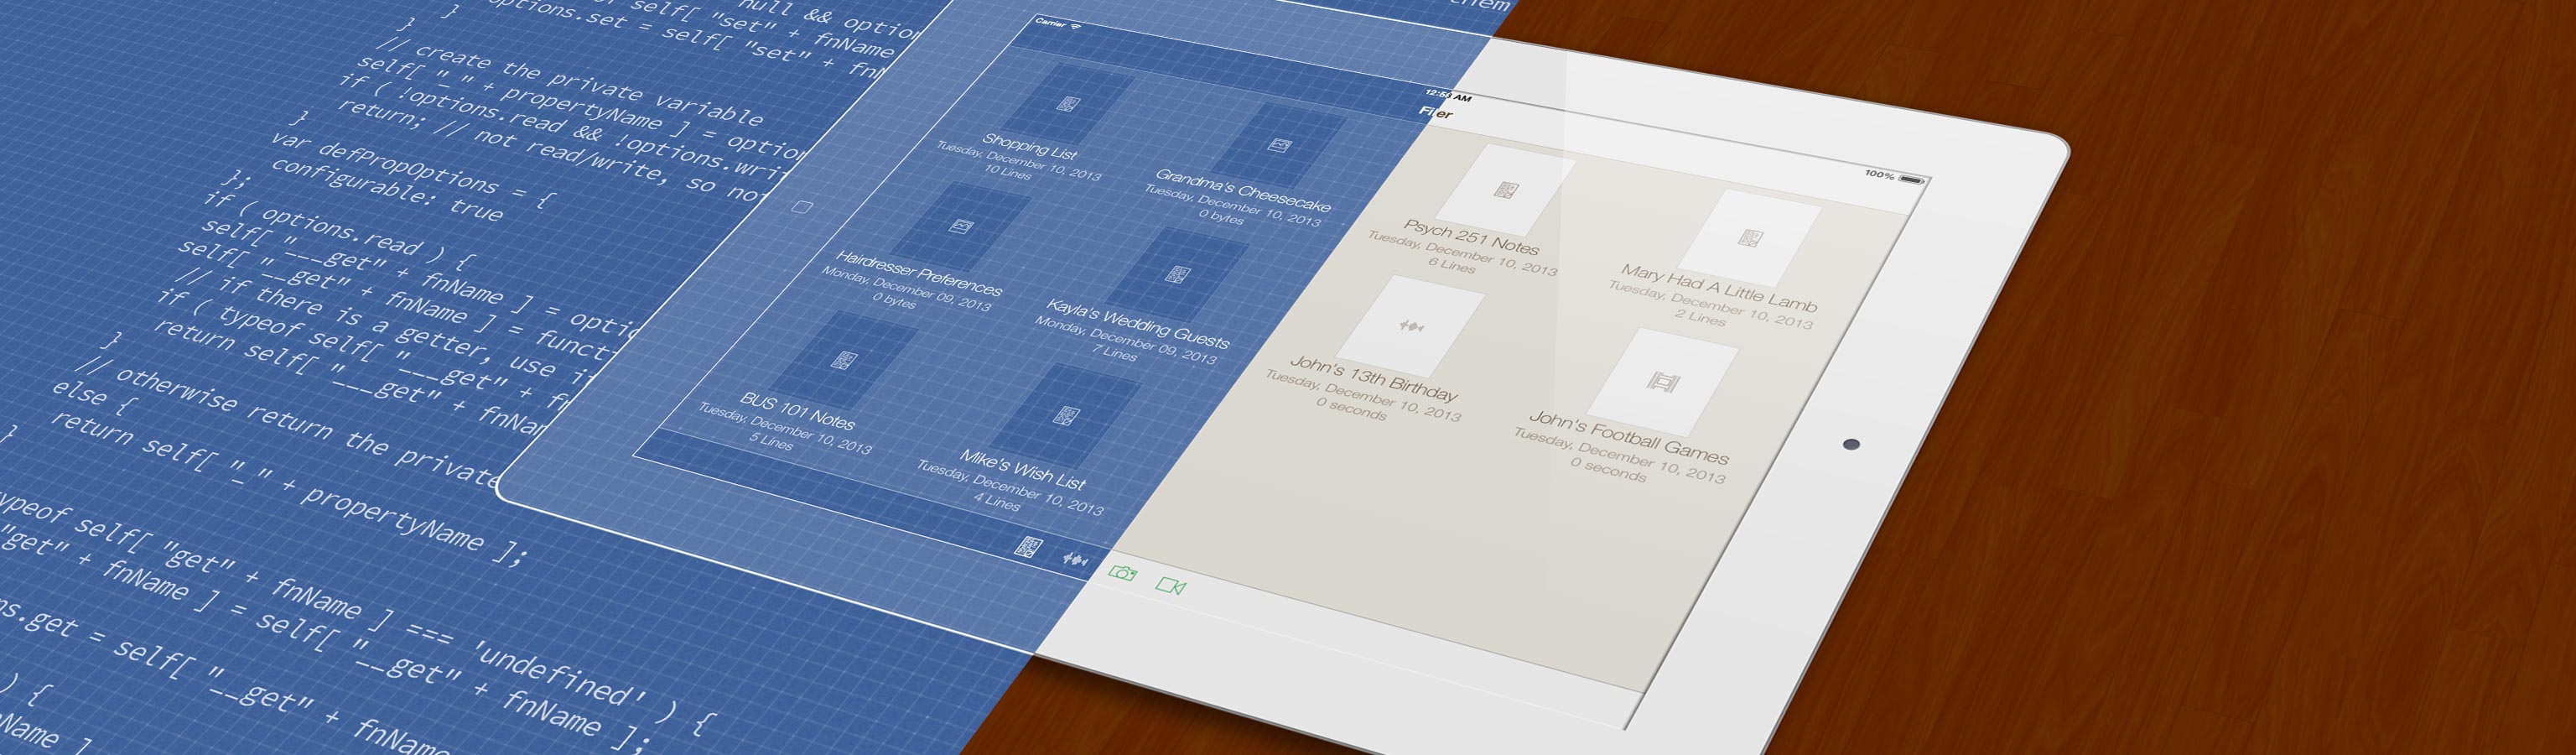 null && option
options.set = self[ "set" + fnName
}
self[ "set" + fn
}
// create the private variable
self[ "_" + propertyName ] = option
if ( !options.read && !options.writ
return; // not read/write, so not
}
var defPropOptions = {
configurable: true
};
if ( options.read ) {
self[ "___get" + fnName ] = optio
self[ "__get" + fnName ] = funct
// if there is a getter, use it
if ( typeof self[ "___get" + f
return self[ "___get" + fnNam
}
// otherwise return the private
else {
return self[ "_" + propertyName ];
}
typeof self[ "get" + fnName ] === 'undefined' ) {
"get" + fnName ] = self[ "__get" + fnName ];
ns.get = self[ "__get" + fnName
) {
Name ]
Carrier
12:56 AM
100%
Filer
Shopping List
Tuesday, December 10, 2013
10 Lines
Grandma's Cheesecake
Tuesday, December 10, 2013
0 bytes
Psych 251 Notes
Tuesday, December 10, 2013
6 Lines
Mary Had A Little Lamb
Tuesday, December 10, 2013
2 Lines
Hairdresser Preferences
Monday, December 09, 2013
0 bytes
Kayla's Wedding Guests
Monday, December 09, 2013
7 Lines
John's 13th Birthday
Tuesday, December 10, 2013
0 seconds
John's Football Games
Tuesday, December 10, 2013
0 seconds
BUS 101 Notes
Tuesday, December 10, 2013
5 Lines
Mike's Wish List
Tuesday, December 10, 2013
4 Lines